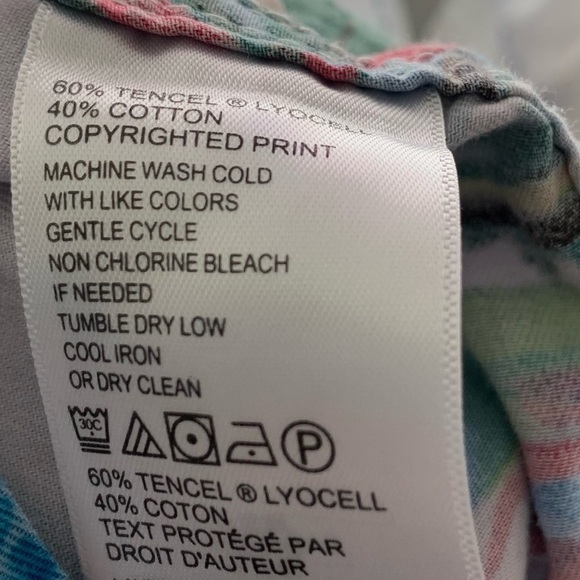 60% TENCEL ® LYOCELL
40% COTTON
COPYRIGHTED PRINT
MACHINE WASH COLD
WITH LIKE COLORS
GENTLE CYCLE
NON CHLORINE BLEACH
IF NEEDED
TUMBLE DRY LOW
COOL IRON
OR DRY CLEAN
30C P
60% TENCEL ® LYOCELL
40% COTON
TEXT PROTÉGÉ PAR
DROIT D'AUTEUR